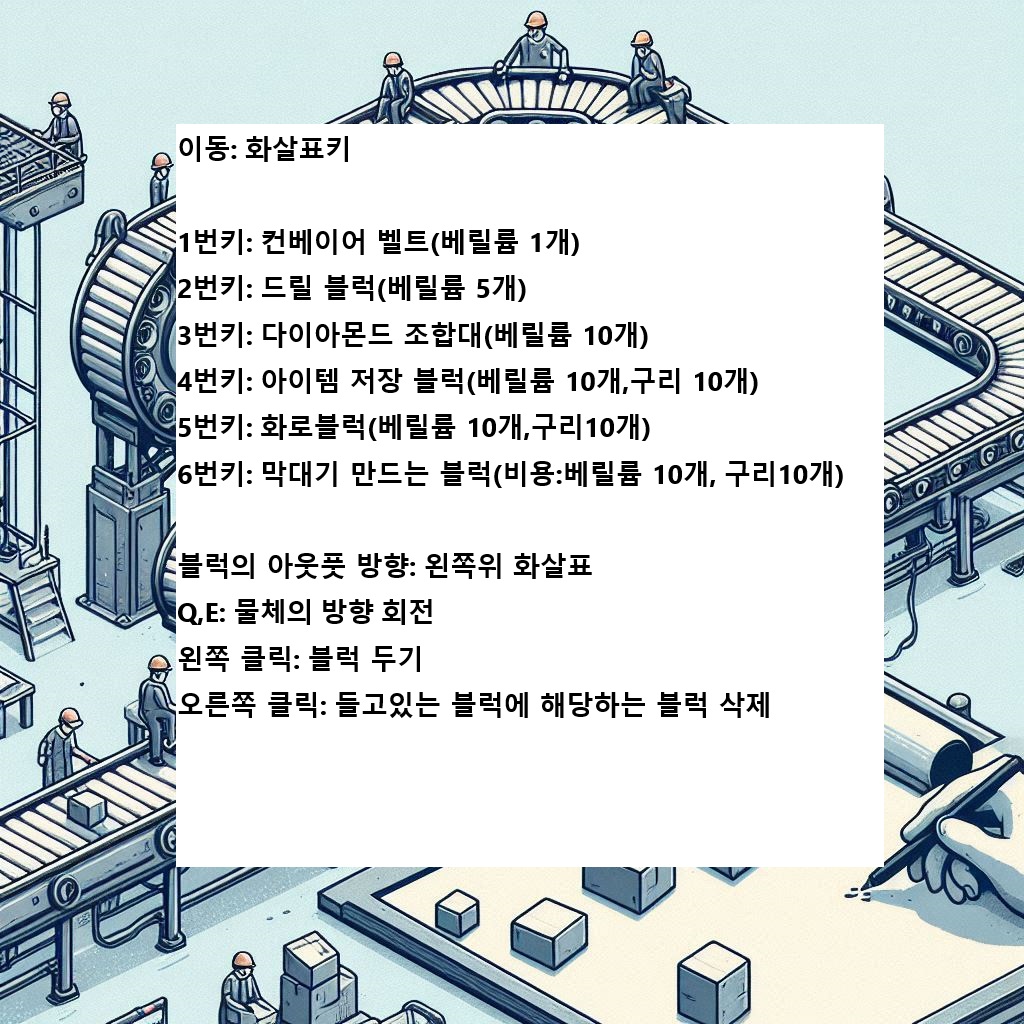 이동: 화살표키
1번키: 컨베이어 벨트(베릴륨 1개)
2번키: 드릴 블럭(베릴륨 5개)
3번키: 다이아몬드 조합대(베릴륨 10개)
4번키: 아이템 저장 블럭(베릴륨 10개,구리 10개)
5번키: 화로블럭(베릴륨 10개,구리10개)
6번키: 막대기 만드는 블럭(비용:베릴륨 10개, 구리10개)
블럭의 아웃풋 방향: 왼쪽위 화살표
Q,E: 물체의 방향 회전
왼쪽 클릭: 블럭 두기
오른쪽 클릭: 들고있는 블럭에 해당하는 블럭 삭제